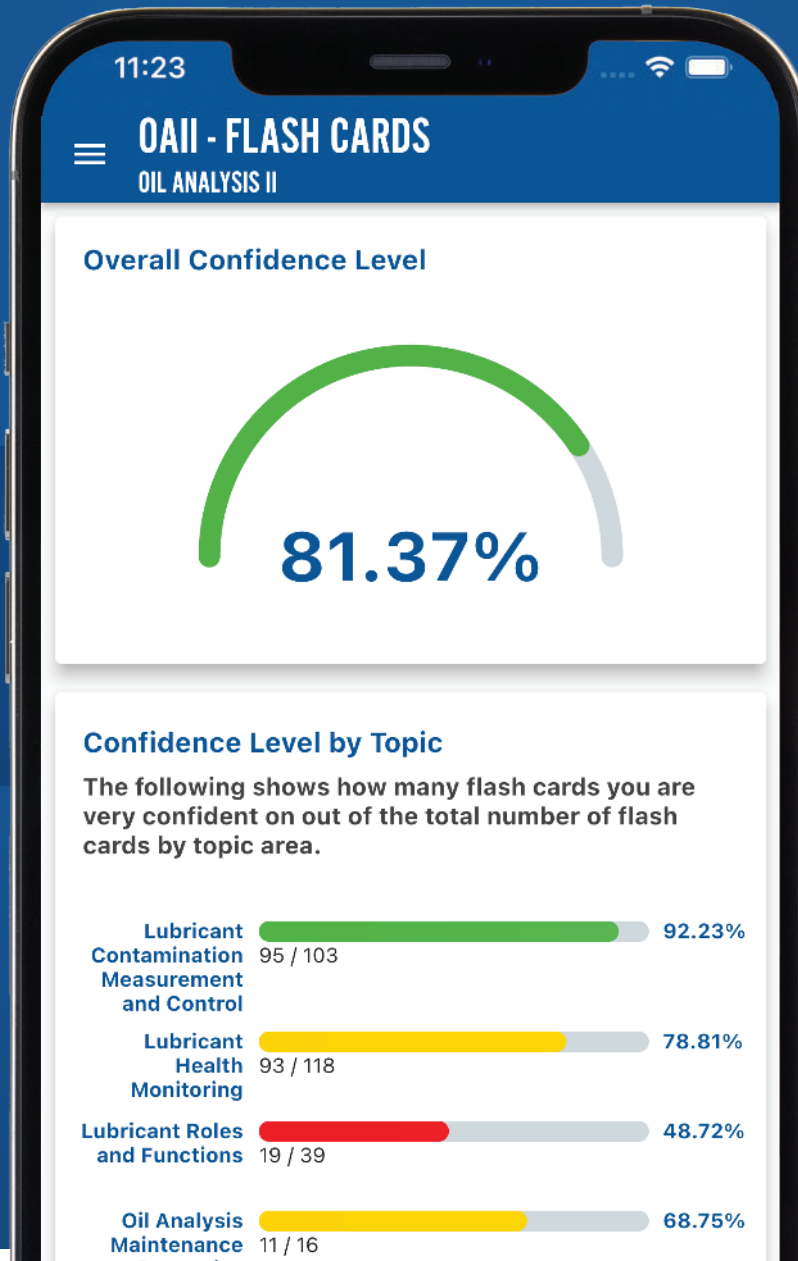 11:23
OAII - FLASH CARDS
OIL ANALYSIS II
Overall Confidence Level
81.37%
Confidence Level by Topic
The following shows how many flash cards you are
very confident on out of the total number of flash
cards by topic area.
Lubricant
Contamination
Measurement
and Control
95 / 103
92.23%
Lubricant
Health
Monitoring
93 / 118
78.81%
Lubricant Roles
and Functions
19 / 39
48.72%
Oil Analysis
Maintenance
11 / 16
68.75%